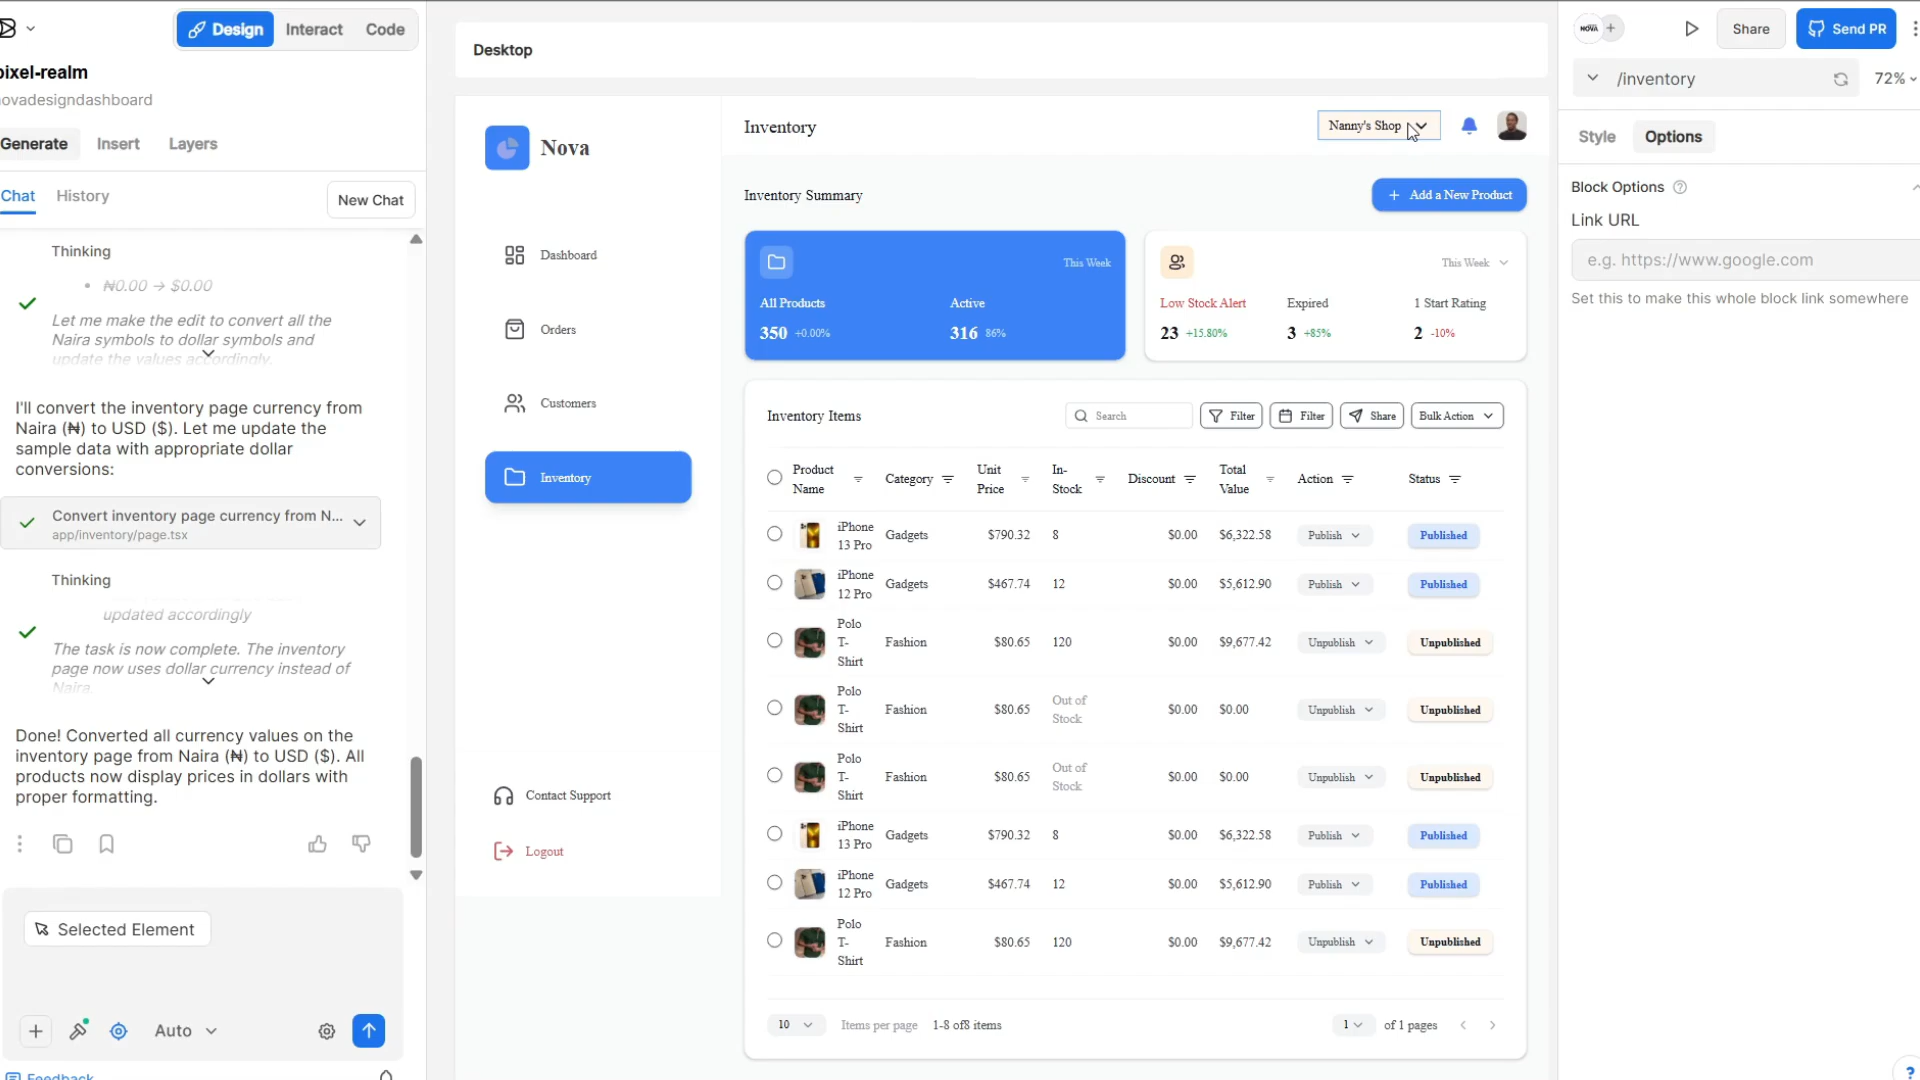 Design
Interact
Code
pixel-realm
novadesigndashboard
Generate
Insert
Layers
Chat
History
New Chat
Thinking
• ₦0.00 → $0.00
Let me make the edit to convert all the
Naira symbols to dollar symbols and
update the values accordingly.
I'll convert the inventory page currency from
Naira (₦) to USD ($). Let me update the
sample data with appropriate dollar
conversions:
Convert inventory page currency from N...
app/inventory/page.tsx
Thinking
updated accordingly
The task is now complete. The inventory
page now uses dollar currency instead of
Naira.
Done! Converted all currency values on the
inventory page from Naira (₦) to USD ($). All
products now display prices in dollars with
proper formatting.
Selected Element
Auto
Feedback
Desktop
Nova
Dashboard
Orders
Customers
Inventory
Contact Support
Logout
Inventory
Nanny's Shop
Inventory Summary
+ Add a New Product
This Week
All Products
Active
350 +0.00%
316 86%
This Week
Low Stock Alert
Expired
1 Start Rating
23 +15.80%
3 +85%
2 -10%
Inventory Items
Search
Filter
Filter
Share
Bulk Action
Product Name
Category
Unit Price
In-Stock
Discount
Total Value
Action
Status
iPhone 13 Pro Gadgets $790.32 8 $0.00 $6,322.58 Publish Published
iPhone 12 Pro Gadgets $467.74 12 $0.00 $5,612.90 Publish Published
Polo T-Shirt Fashion $80.65 120 $0.00 $9,677.42 Unpublish Unpublished
Polo T-Shirt Fashion $80.65 Out of Stock $0.00 $0.00 Unpublish Unpublished
Polo T-Shirt Fashion $80.65 Out of Stock $0.00 $0.00 Unpublish Unpublished
iPhone 13 Pro Gadgets $790.32 8 $0.00 $6,322.58 Publish Published
iPhone 12 Pro Gadgets $467.74 12 $0.00 $5,612.90 Publish Published
Polo T-Shirt Fashion $80.65 120 $0.00 $9,677.42 Unpublish Unpublished
10 Items per page 1-8 of8 items
1 of 1 pages
NOVA
Share
Send PR
/inventory
72%
Style
Options
Block Options
Link URL
e.g. https://www.google.com
Set this to make this whole block link somewhere